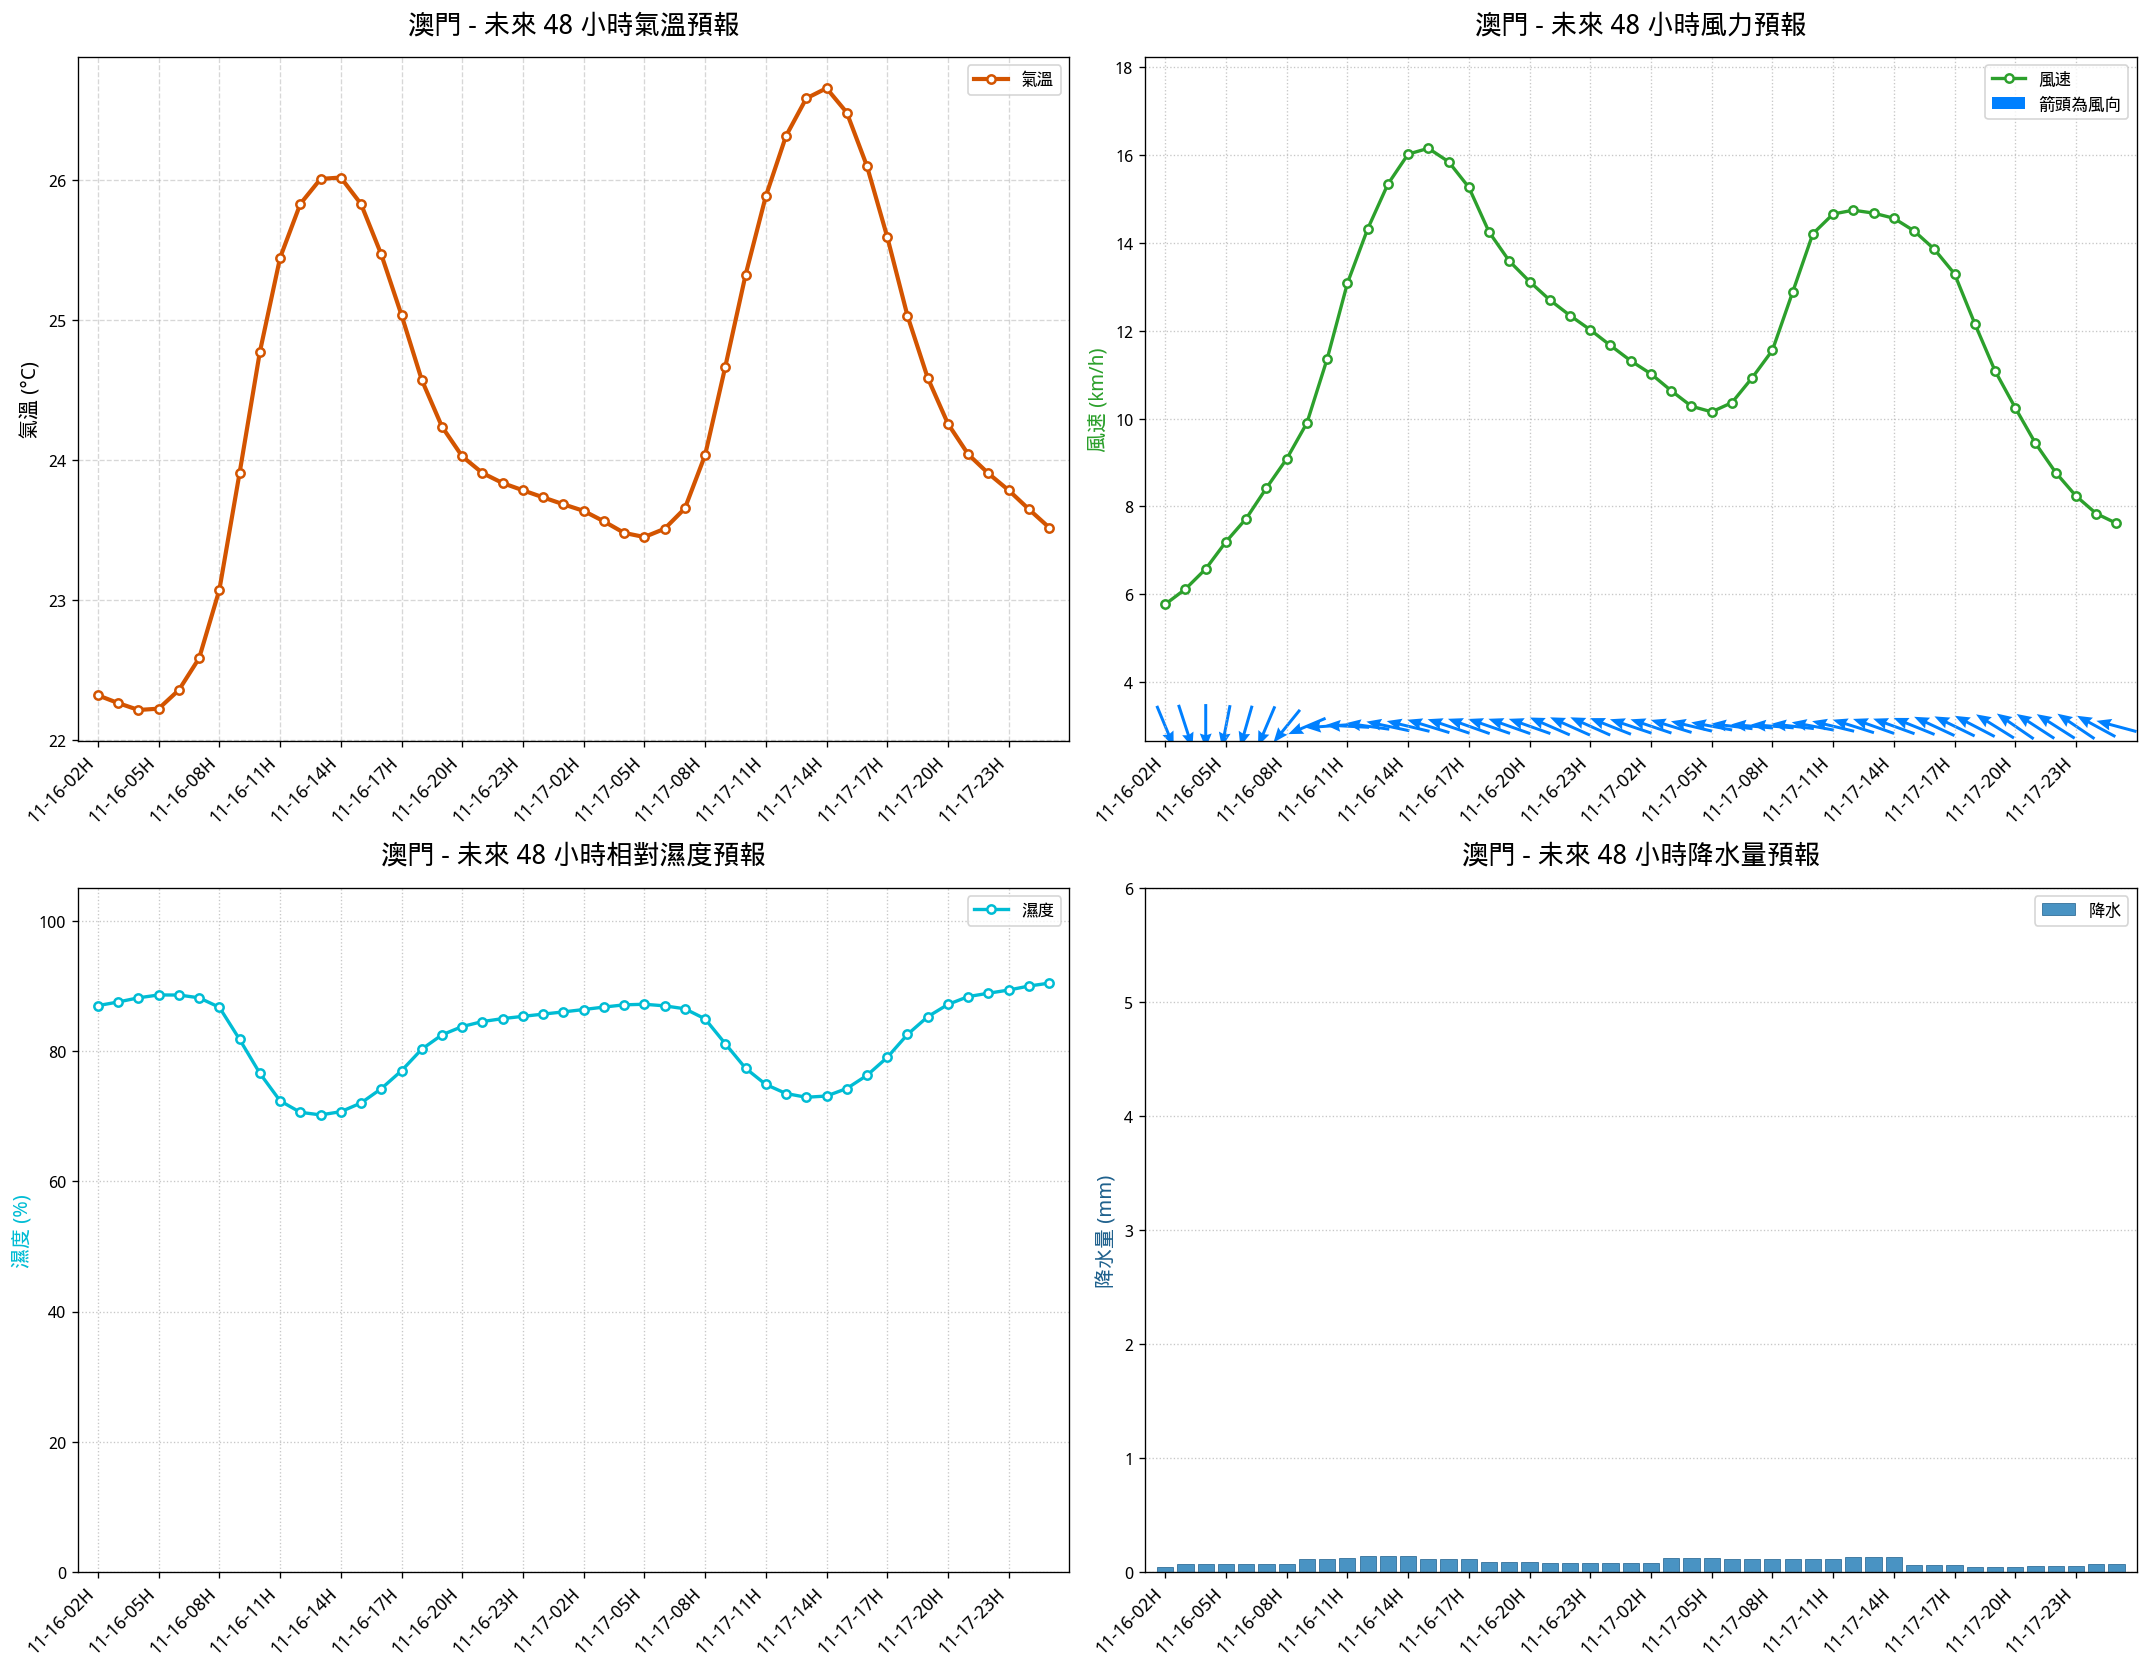 澳門 - 未來 48 小時氣溫預報
氣溫
氣溫 (°C)
26
25
24
23
22
11-16-02H
11-16-05H
11-16-08H
11-16-11H
11-16-14H
11-16-17H
11-16-20H
11-16-23H
11-17-02H
11-17-05H
11-17-08H
11-17-11H
11-17-14H
11-17-17H
11-17-20H
11-17-23H
澳門 - 未來 48 小時風力預報
風速
箭頭為風向
風速 (km/h)
18
16
14
12
10
8
6
4
11-16-02H
11-16-05H
11-16-08H
11-16-11H
11-16-14H
11-16-17H
11-16-20H
11-16-23H
11-17-02H
11-17-05H
11-17-08H
11-17-11H
11-17-14H
11-17-17H
11-17-20H
11-17-23H
澳門 - 未來 48 小時相對濕度預報
濕度
濕度 (%)
100
80
60
40
20
0
11-16-02H
11-16-05H
11-16-08H
11-16-11H
11-16-14H
11-16-17H
11-16-20H
11-16-23H
11-17-02H
11-17-05H
11-17-08H
11-17-11H
11-17-14H
11-17-17H
11-17-20H
11-17-23H
澳門 - 未來 48 小時降水量預報
降水
降水量 (mm)
6
5
4
3
2
1
0
11-16-02H
11-16-05H
11-16-08H
11-16-11H
11-16-14H
11-16-17H
11-16-20H
11-16-23H
11-17-02H
11-17-05H
11-17-08H
11-17-11H
11-17-14H
11-17-17H
11-17-20H
11-17-23H